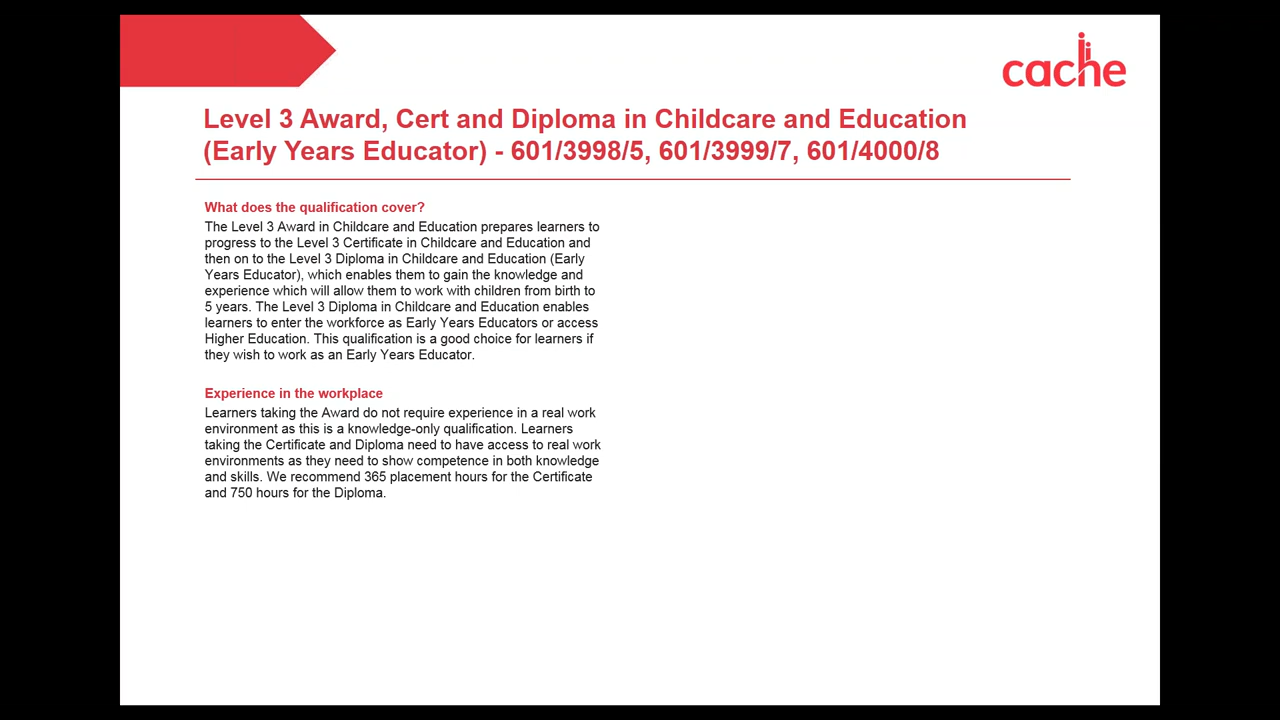 cache
Level 3 Award, Cert and Diploma in Childcare and Education
(Early Years Educator) - 601/3998/5, 601/3999/7, 601/4000/8
What does the qualification cover?
The Level 3 Award in Childcare and Education prepares learners to
progress to the Level 3 Certificate in Childcare and Education and
then on to the Level 3 Diploma in Childcare and Education (Early
Years Educator), which enables them to gain the knowledge and
experience which will allow them to work with children from birth to
5 years. The Level 3 Diploma in Childcare and Education enables
learners to enter the workforce as Early Years Educators or access
Higher Education. This qualification is a good choice for learners if
they wish to work as an Early Years Educator.
Experience in the workplace
Learners taking the Award do not require experience in a real work
environment as this is a knowledge-only qualification. Learners
taking the Certificate and Diploma need to have access to real work
environments as they need to show competence in both knowledge
and skills. We recommend 365 placement hours for the Certificate
and 750 hours for the Diploma.